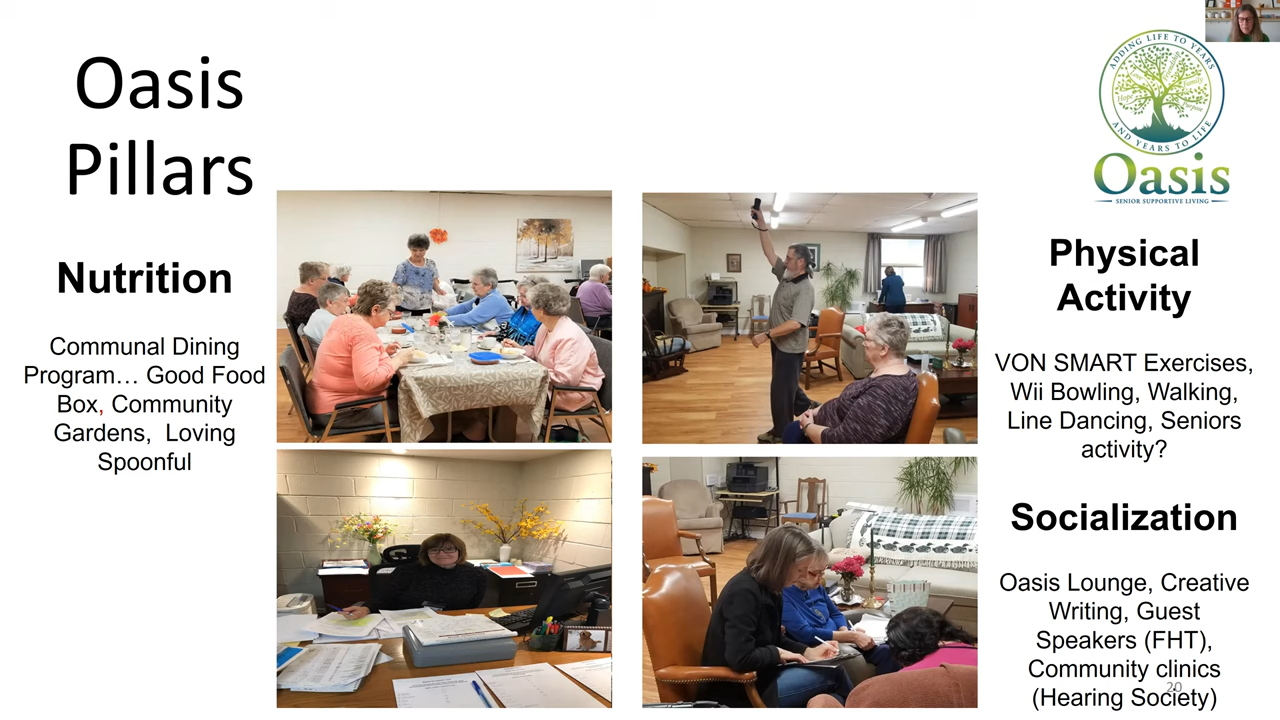 Oasis
Pillars
Nutrition
Communal Dining
Program… Good Food
Box, Community
Gardens, Loving
Spoonful
ADDING LIFE TO YEARS
Hope
Family
AND YEARS TO LIFE
Oasis
SENIOR SUPPORTIVE LIVING
Physical
Activity
VON SMART Exercises,
Wii Bowling, Walking,
Line Dancing, Seniors
activity?
Socialization
Oasis Lounge, Creative
Writing, Guest
Speakers (FHT),
Community clinics
(Hearing Society)
20